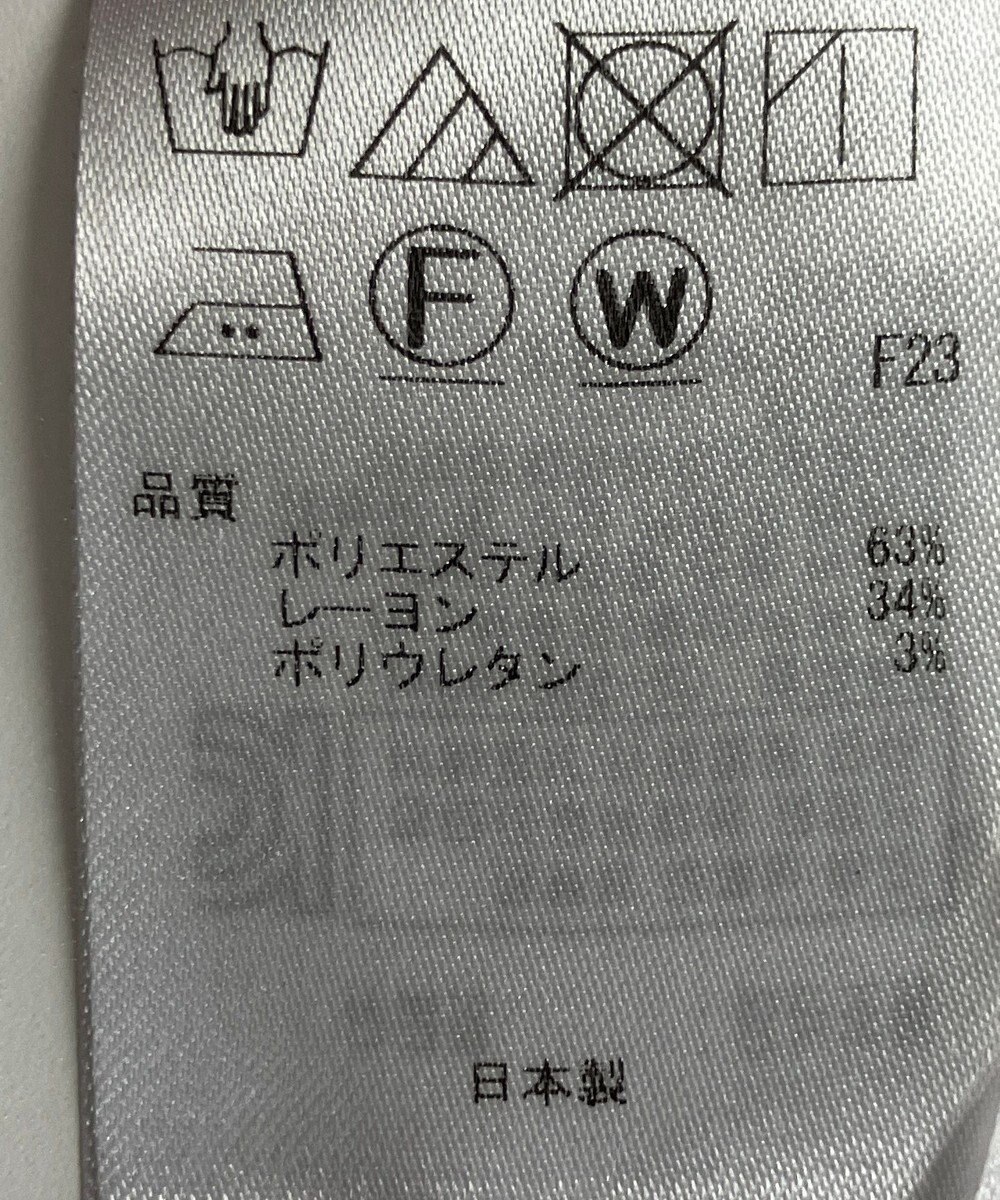 F W
F23
品質
ポリエステル 63%
レーヨン 34%
ポリウレタン 3%
日本製